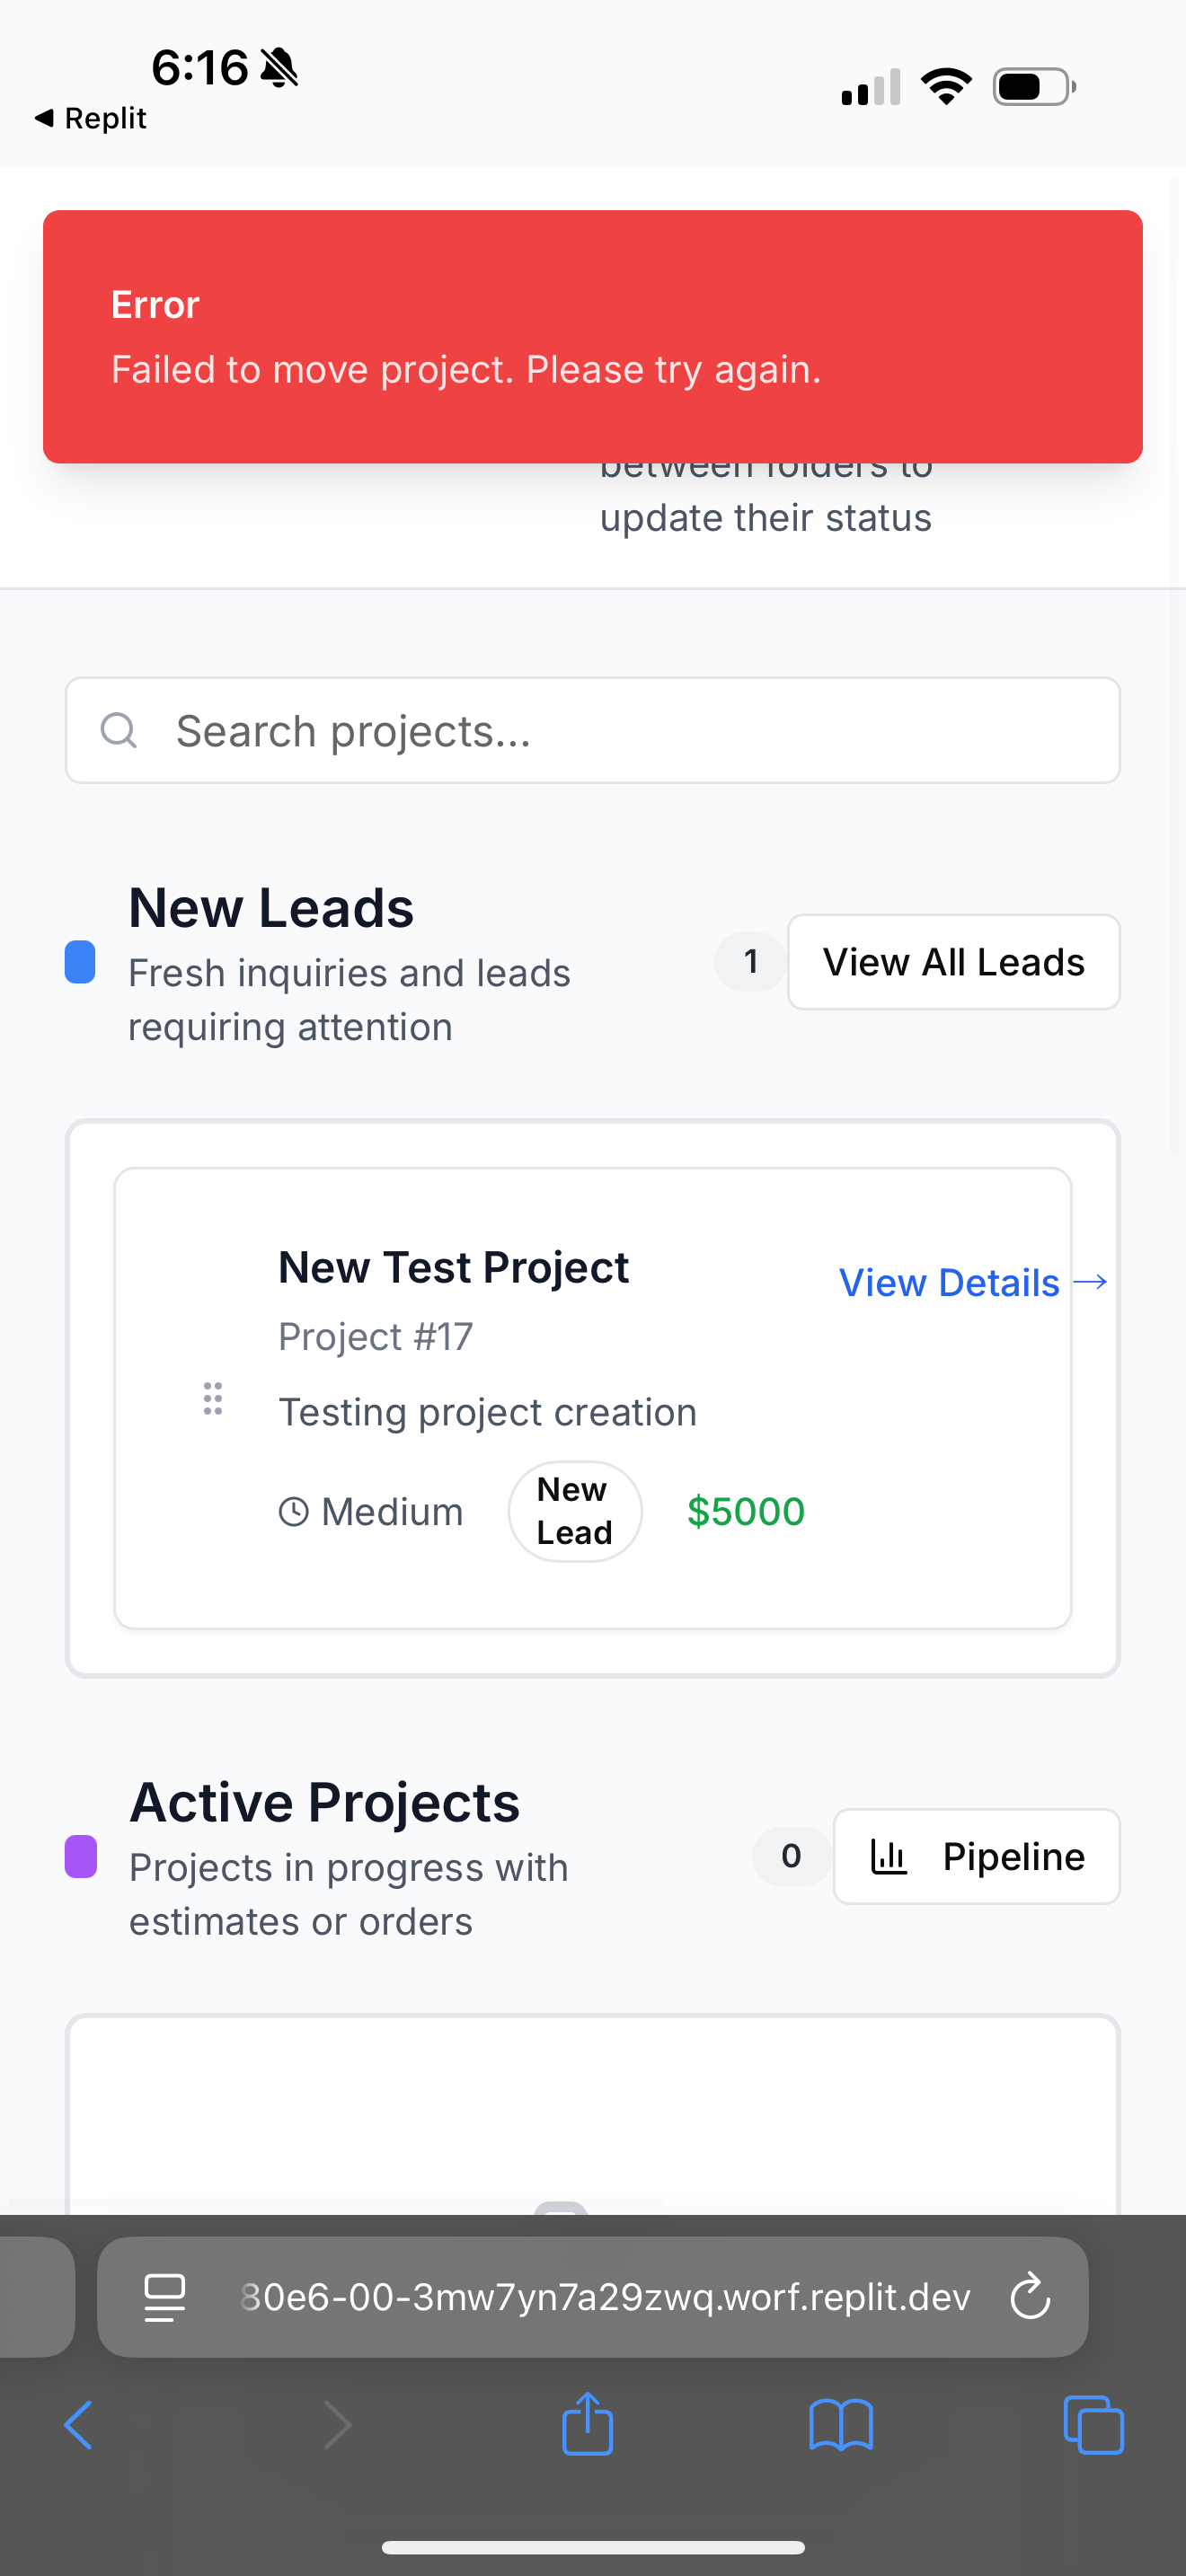 6:16
Replit
Error
Failed to move project. Please try again.
between folders to
update their status
Search projects...
New Leads
Fresh inquiries and leads
requiring attention
1
View All Leads
New Test Project
View Details →
Project #17
Testing project creation
Medium
New
Lead
$5000
Active Projects
Projects in progress with
estimates or orders
0
Pipeline
80e6-00-3mw7yn7a29zwq.worf.replit.dev